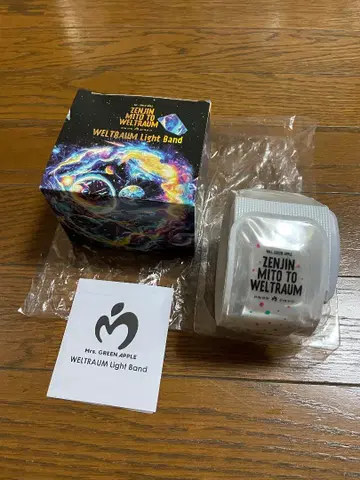 ZENJIN
MITO TO
WELTRAUM
WELTRAUM Light Band
ZENJIN
MITO TO
WELTRAUM
Mrs. GREEN APPLE
WELTRAUM Light Band